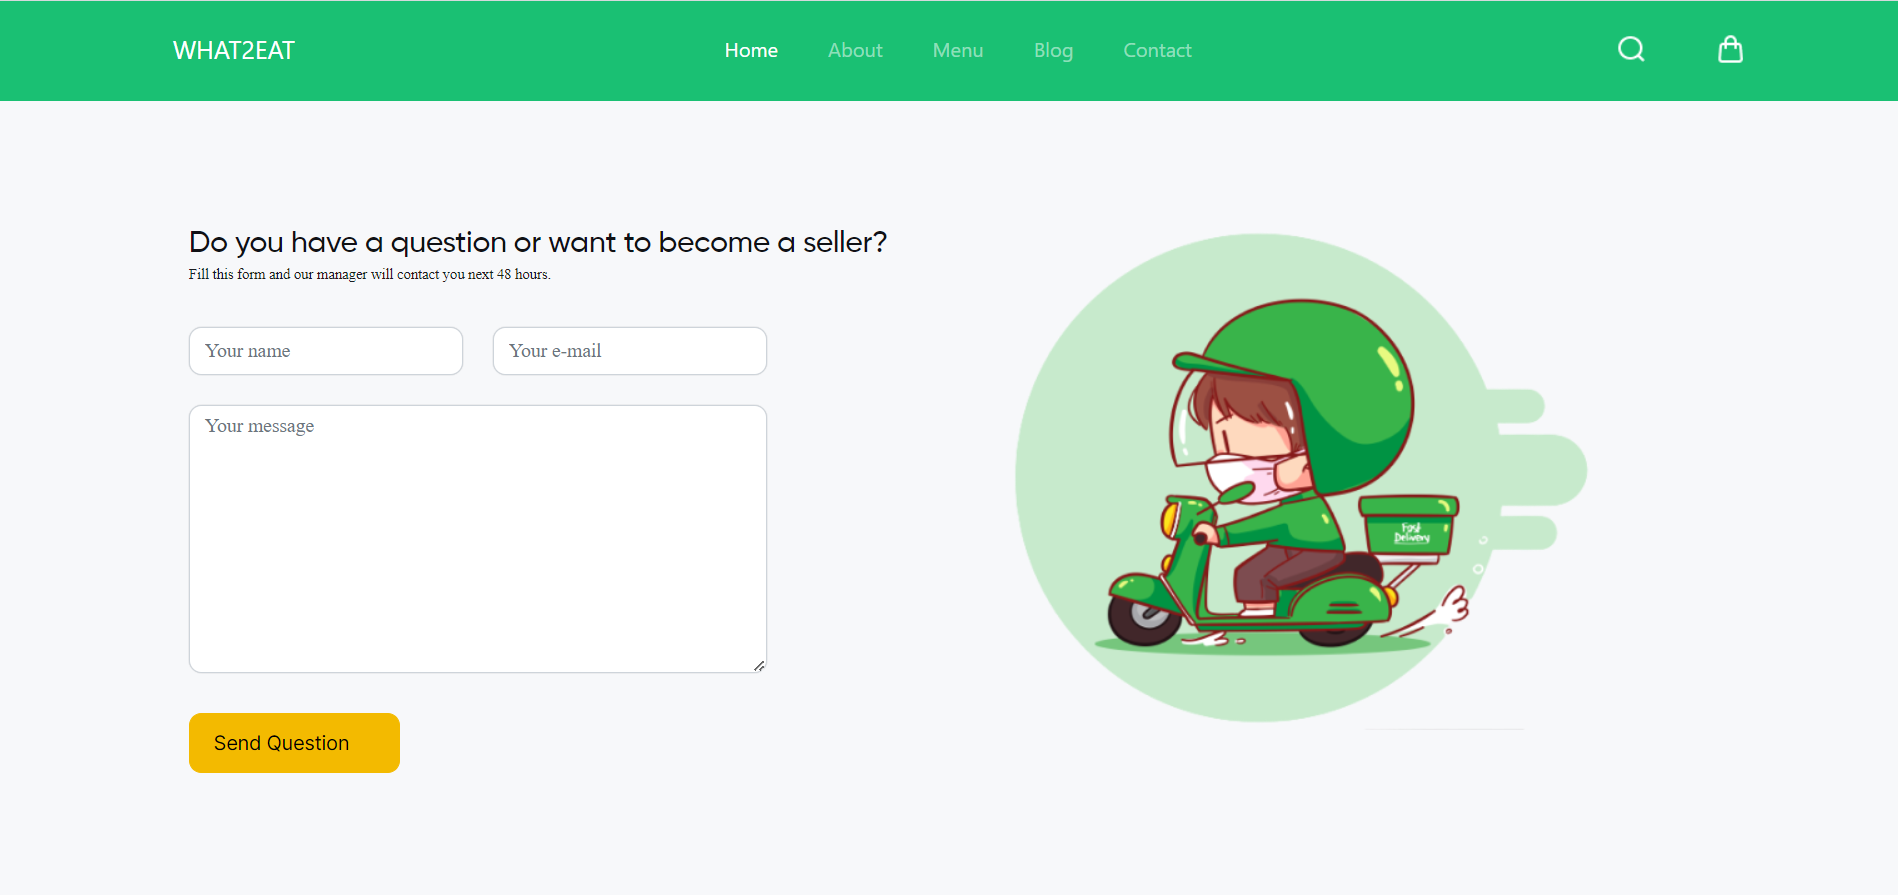 WHAT2EAT
Home About Menu Blog Contact
Do you have a question or want to become a seller?
Fill this form and our manager will contact you next 48 hours.
Your name Your e-mail
Your message
Fast
Delivery
Send Question